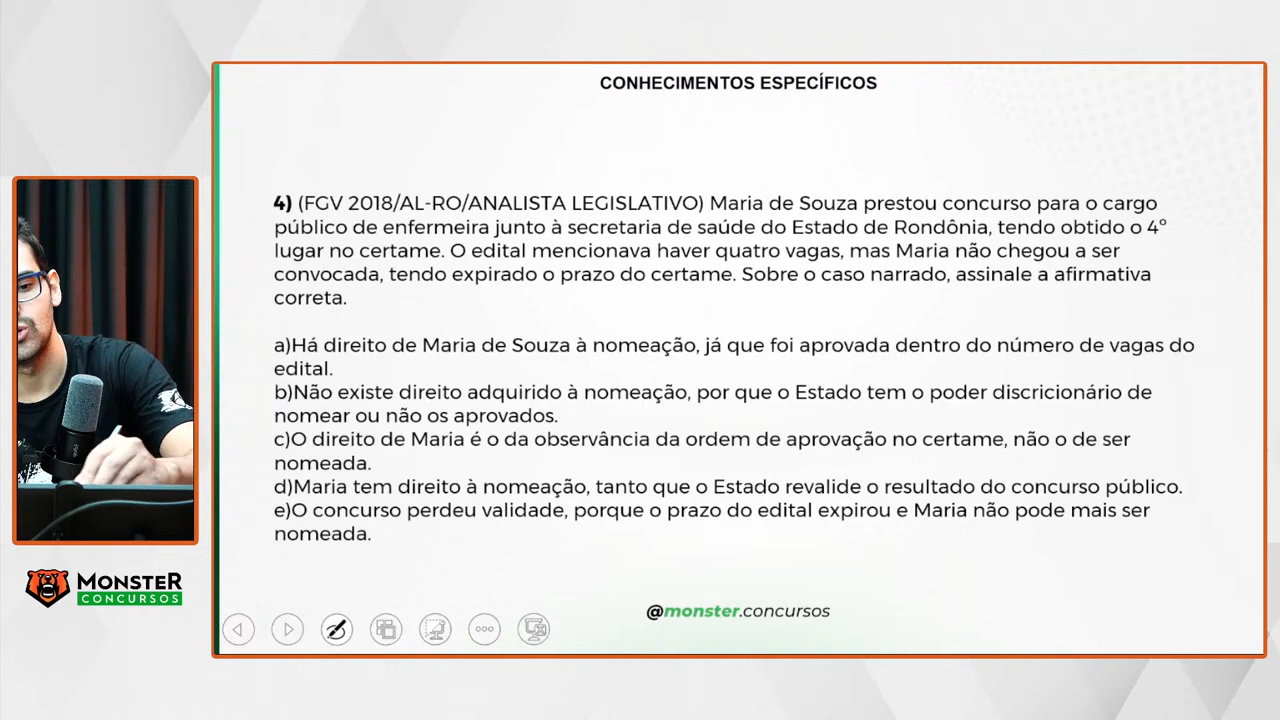 CONHECIMENTOS ESPECÍFICOS
4) (FGV 2018/AL-RO/ANALISTA LEGISLATIVO) Maria de Souza prestou concurso para o cargo
público de enfermeira junto à secretaria de saúde do Estado de Rondônia, tendo obtido o 4º
lugar no certame. O edital mencionava haver quatro vagas, mas Maria não chegou a ser
convocada, tendo expirado o prazo do certame. Sobre o caso narrado, assinale a afirmativa
correta.
a)Há direito de Maria de Souza à nomeação, já que foi aprovada dentro do número de vagas do
edital.
b)Não existe direito adquirido à nomeação, por que o Estado tem o poder discricionário de
nomear ou não os aprovados.
c)O direito de Maria é o da observância da ordem de aprovação no certame, não o de ser
nomeada.
d)Maria tem direito à nomeação, tanto que o Estado revalide o resultado do concurso público.
e)O concurso perdeu validade, porque o prazo do edital expirou e Maria não pode mais ser
nomeada.
MONSTER
CONCURSOS
@monster.concursos